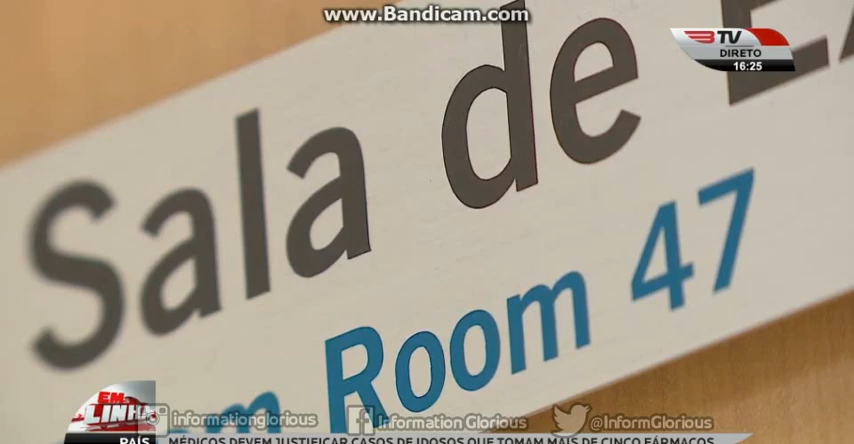 www.Bandicam.com
BTV
DIRETO
16:25
Sala de
Room 47
EM
LINHA
informationglorious
Information Glorious
@InformGlorious
PAÍS
MÉDICOS DEVEM JUSTIFICAR CASOS DE IDOSOS QUE TOMAM MAIS DE CINCO FÁRMACOS